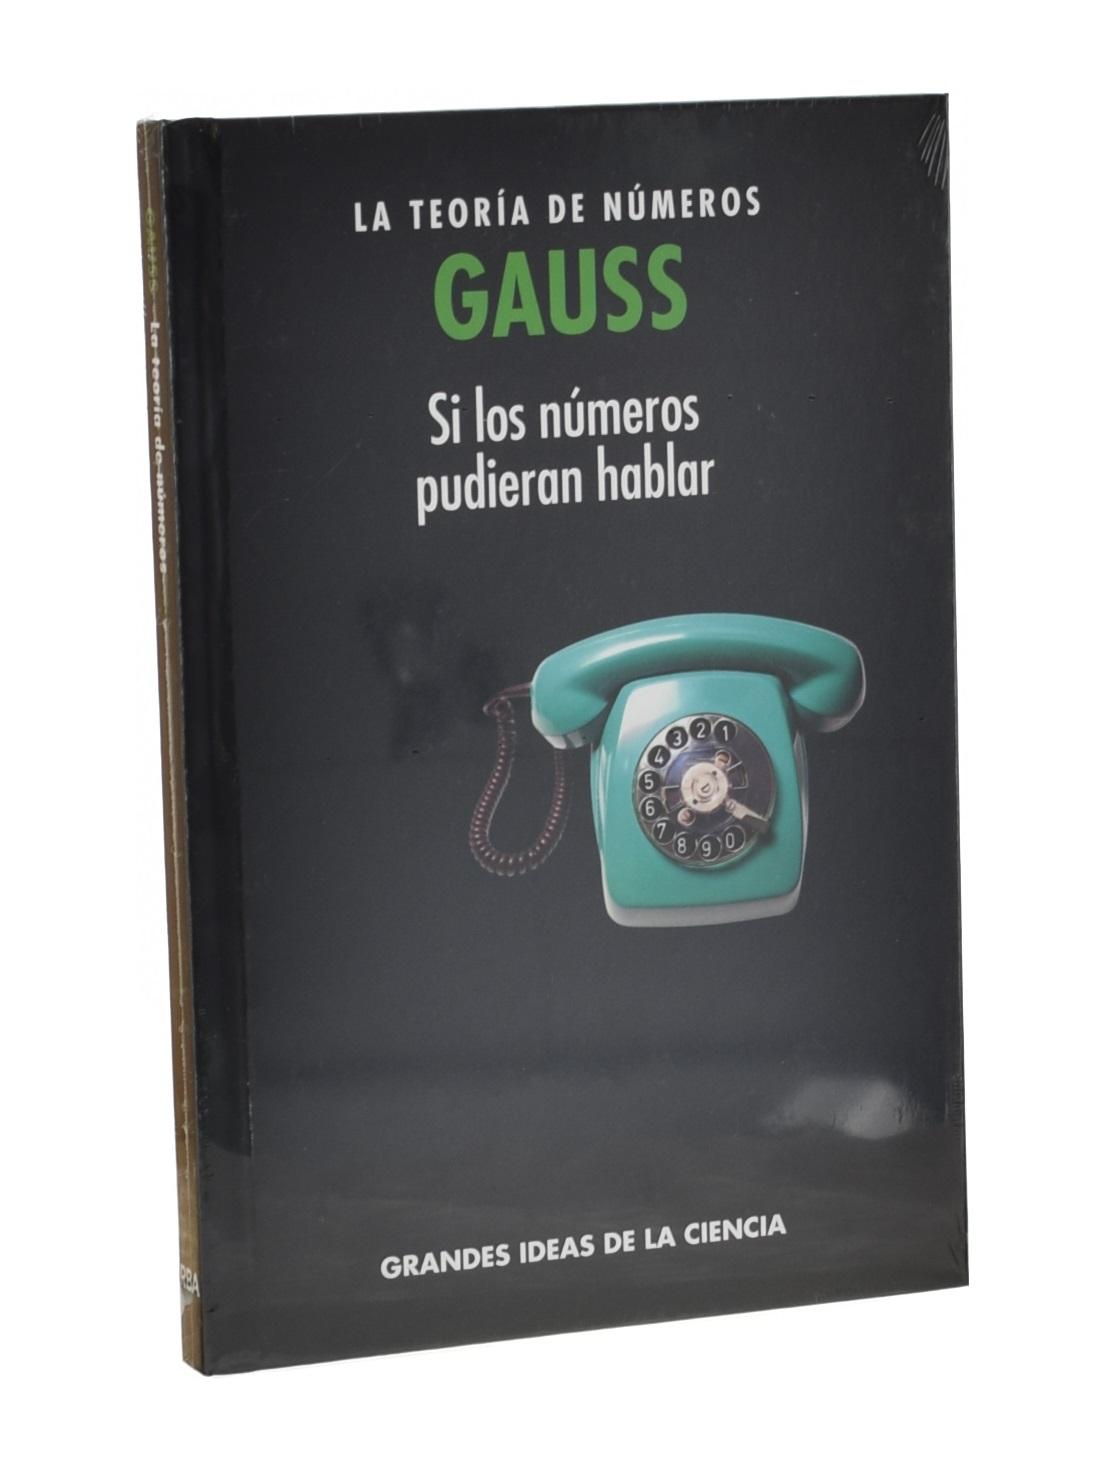 LA TEORÍA DE NÚMEROS
GAUSS
Si los números
pudieran hablar
1
2
3
4
5
6
7
8
9
0
GRANDES IDEAS DE LA CIENCIA
GAUSS La teoría de números
RBA